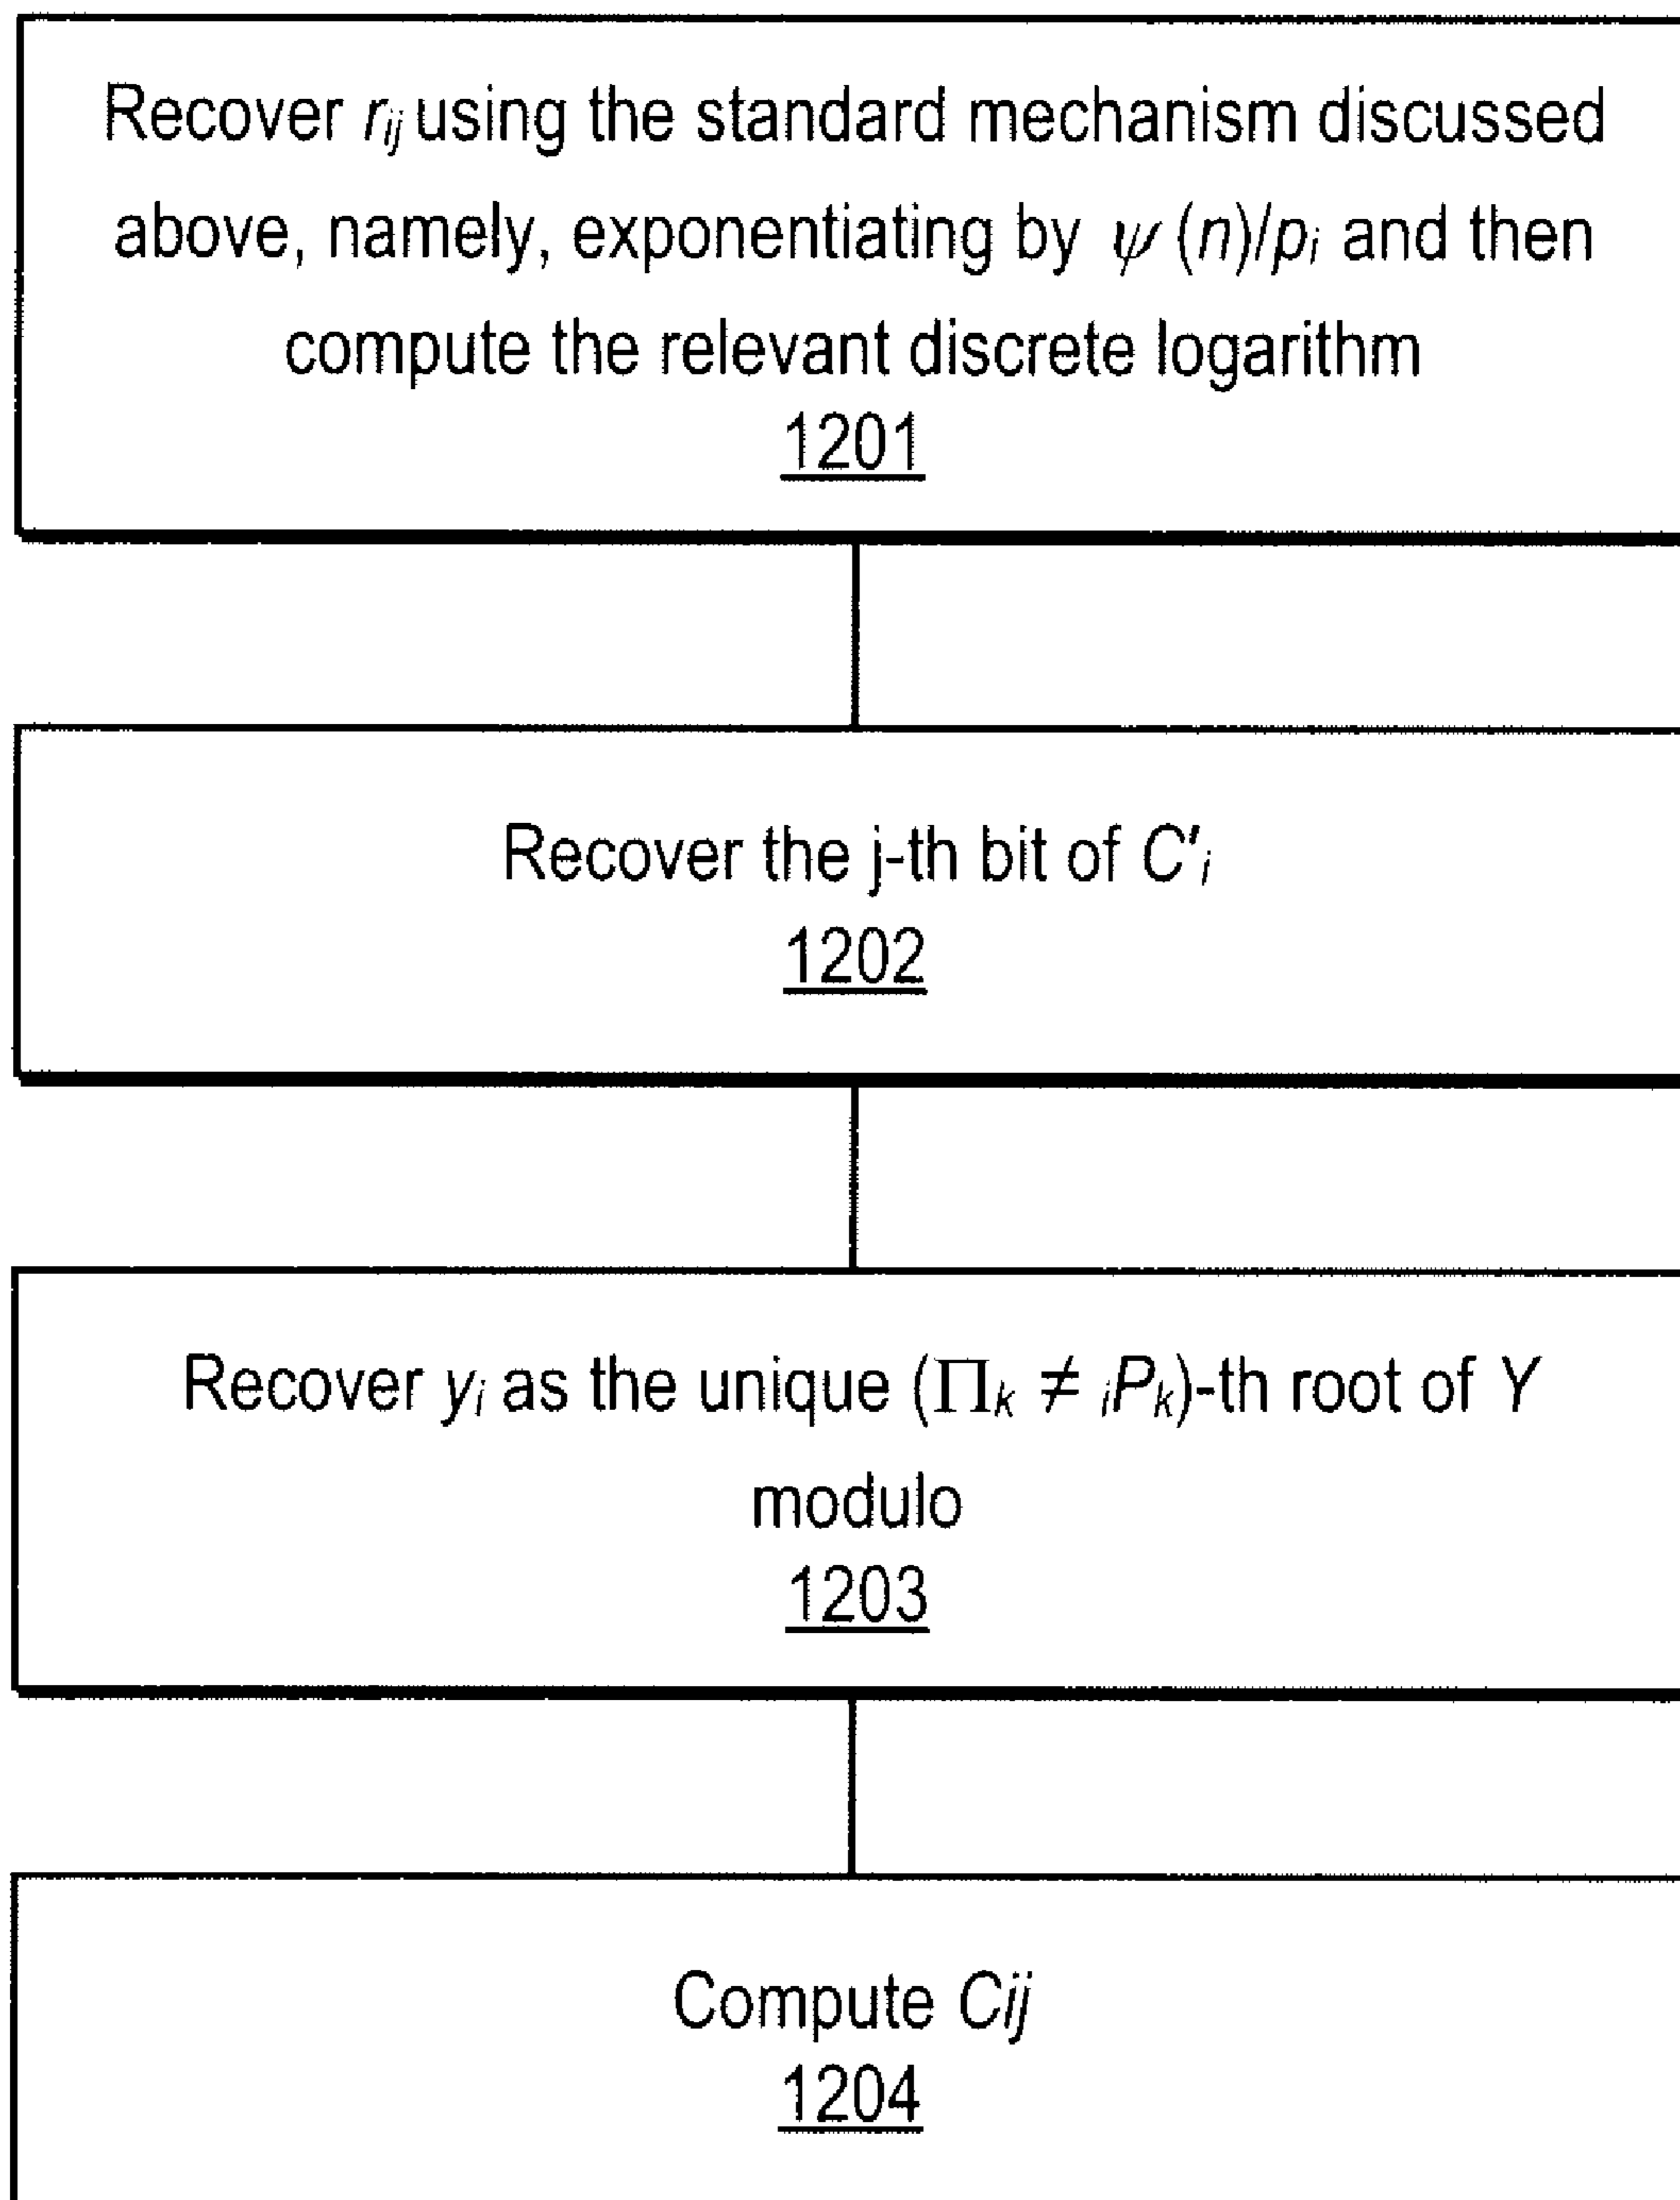 Recover rij using the standard mechanism discussed
above, namely, exponentiating by ψ (n)/pi and then
compute the relevant discrete logarithm
1201
Recover the j-th bit of C'i
1202
Recover yi as the unique (Πk ≠ iPk)-th root of Y
modulo
1203
Compute Cij
1204